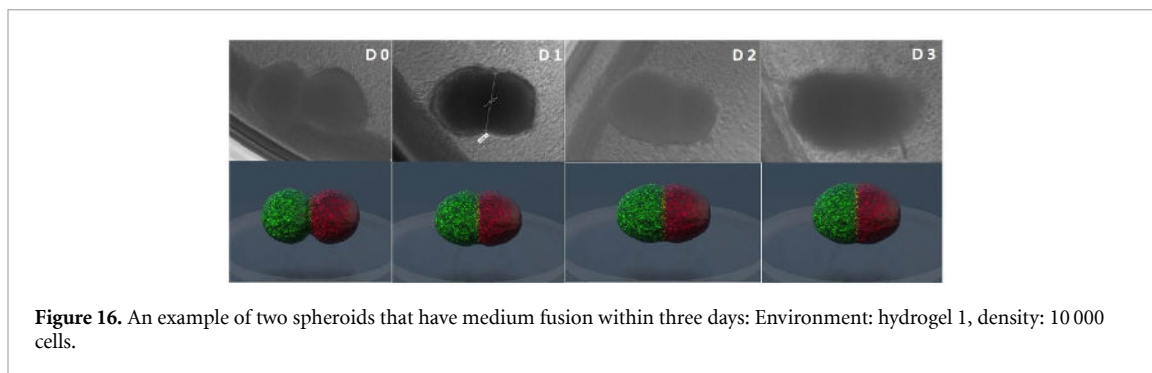 D 0
D 1
D 2
D 3
Figure 16. An example of two spheroids that have medium fusion within three days: Environment: hydrogel 1, density: 10 000
cells.